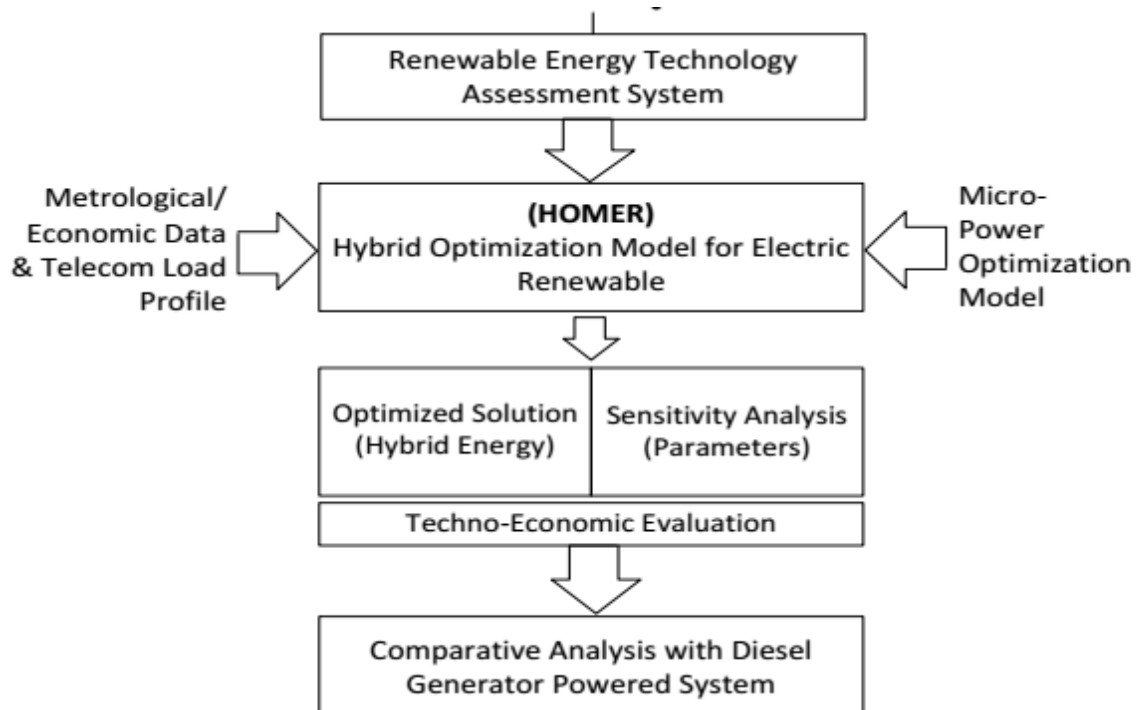 Renewable Energy Technology
Assessment System
Metrological/
Economic Data
& Telecom Load
Profile
(HOMER)
Hybrid Optimization Model for Electric
Renewable
Micro-
Power
Optimization
Model
Optimized Solution
(Hybrid Energy)
Sensitivity Analysis
(Parameters)
Techno-Economic Evaluation
Comparative Analysis with Diesel
Generator Powered System